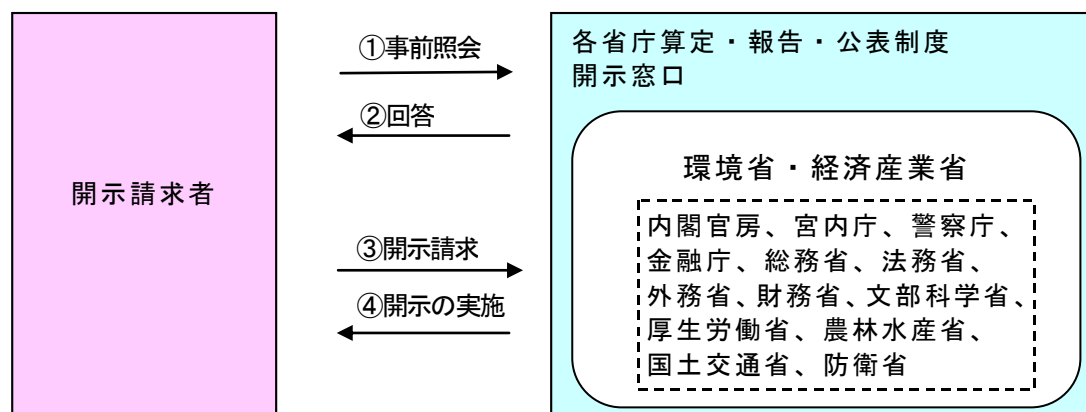 開示請求者
①事前照会
②回答
③開示請求
④開示の実施
各省庁算定・報告・公表制度
開示窓口
環境省・経済産業省
内閣官房、宮内庁、警察庁、
金融庁、総務省、法務省、
外務省、財務省、文部科学省、
厚生労働省、農林水産省、
国土交通省、防衛省